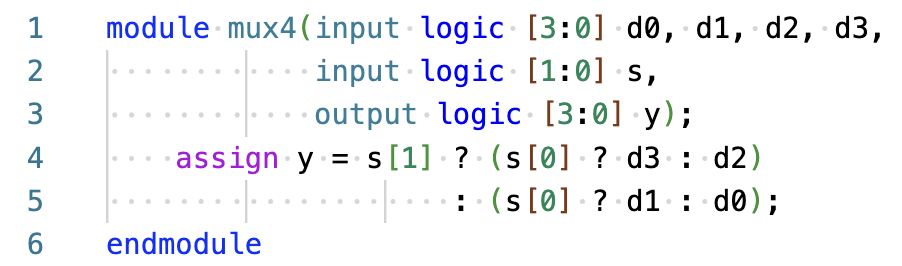 1 module mux4(input logic [3:0] d0, d1, d2, d3,
2             input logic [1:0] s,
3             output logic [3:0] y);
4     assign y = s[1] ? (s[0] ? d3 : d2)
5                     : (s[0] ? d1 : d0);
6 endmodule